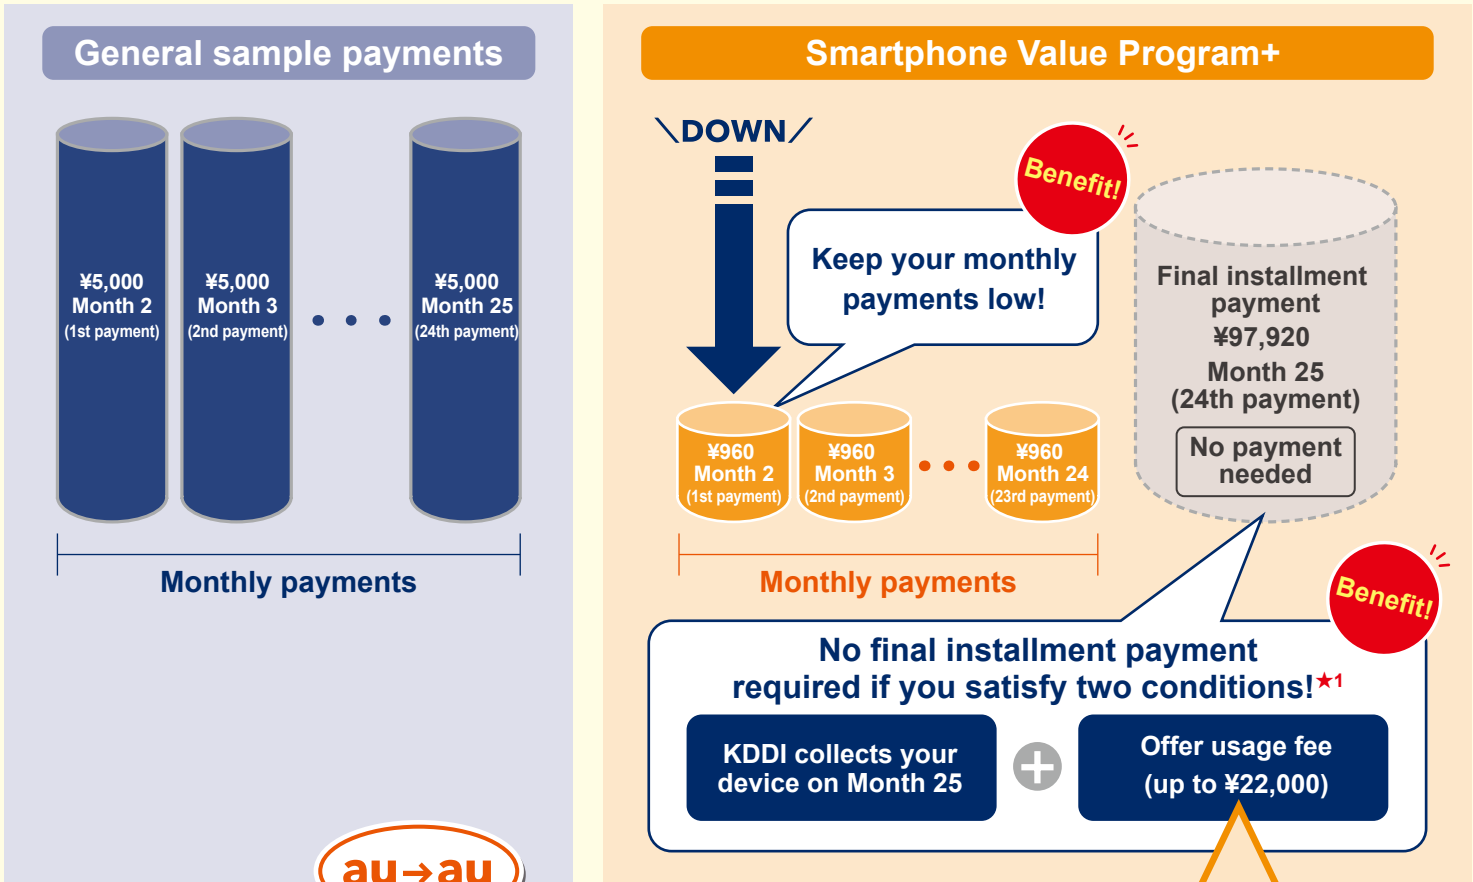 General sample payments
¥5,000
Month 2
(1st payment)
¥5,000
Month 3
(2nd payment)
¥5,000
Month 25
(24th payment)
Monthly payments
au→au
Smartphone Value Program+
DOWN
Keep your monthly
payments low!
Benefit!
¥960
Month 2
(1st payment)
¥960
Month 3
(2nd payment)
¥960
Month 24
(23rd payment)
Monthly payments
Final installment
payment
¥97,920
Month 25
(24th payment)
No payment
needed
Benefit!
No final installment payment
required if you satisfy two conditions!★1
KDDI collects your
device on Month 25
+
Offer usage fee
(up to ¥22,000)